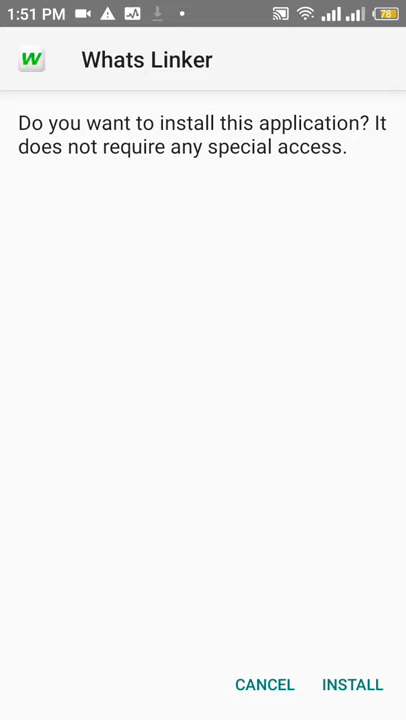 1:51 PM 78
W Whats Linker
Do you want to install this application? It
does not require any special access.
CANCEL INSTALL